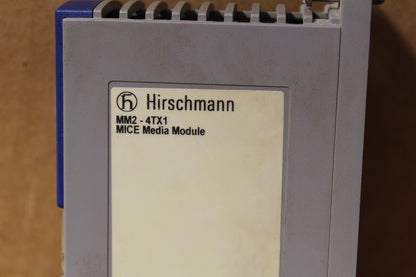 Hirschmann
MM2 - 4TX1
MICE Media Module